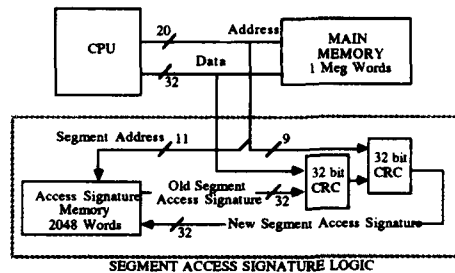 20
Address
CPU
MAIN
MEMORY
1 Meg Words
Data
32
Segment Address
11
9
32 bit
CRC
32 bit
CRC
Access Signature
Memory
2048 Words
Old Segment
Access Signature
32
32
New Segment Access Signature
SEGMENT ACCESS SIGNATURE LOGIC